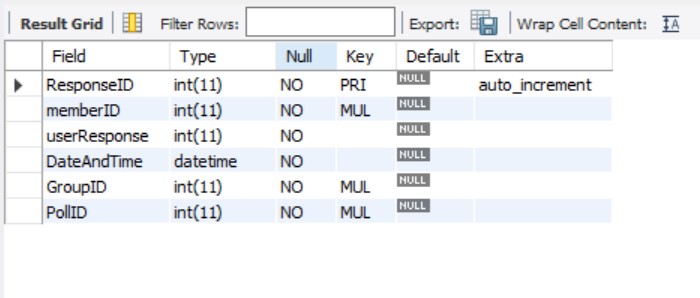 Result Grid Filter Rows: Export: Wrap Cell Content: IA
Field Type Null Key Default Extra
ResponseID int(11) NO PRI NULL auto_increment
memberID int(11) NO MUL NULL
userResponse int(11) NO NULL
DateAndTime datetime NO NULL
GroupID int(11) NO MUL NULL
PollID int(11) NO MUL NULL